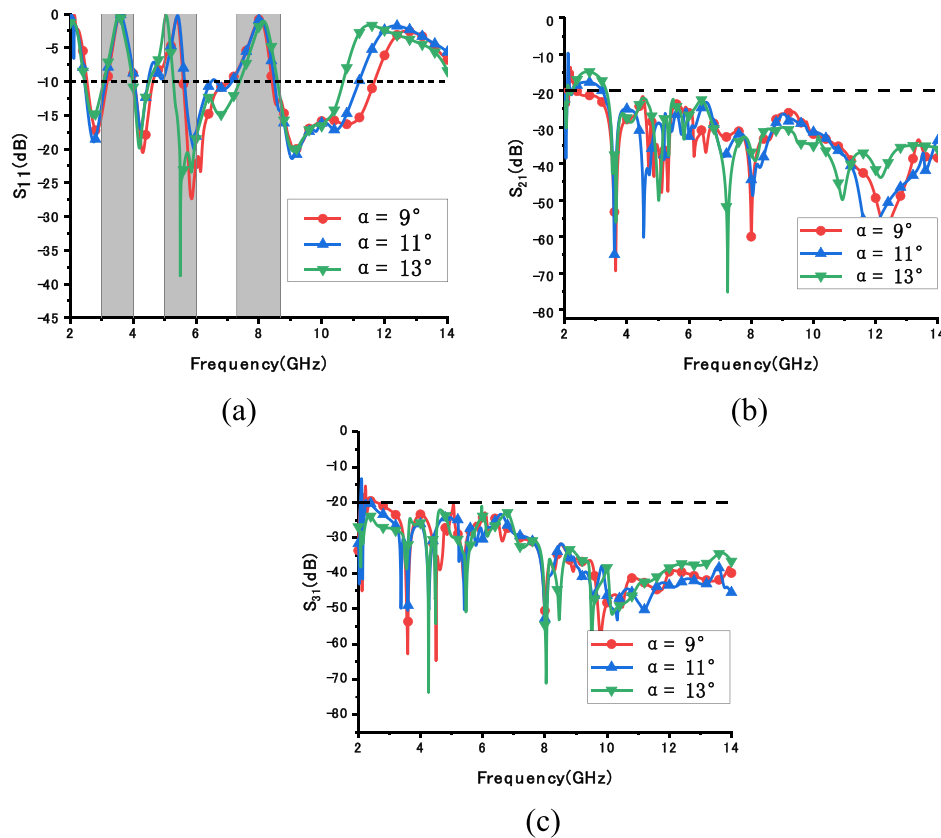 0
-5
-10
-15
-20
-25
-30
-35
-40
-45
S11(dB)
2 4 6 8 10 12 14
Frequency(GHz)
α = 9°
α = 11°
α = 13°
(a)
0
-10
-20
-30
-40
-50
-60
-70
-80
S21(dB)
2 4 6 8 10 12 14
Frequency(GHz)
α = 9°
α = 11°
α = 13°
(b)
0
-10
-20
-30
-40
-50
-60
-70
-80
S31(dB)
2 4 6 8 10 12 14
Frequency(GHz)
α = 9°
α = 11°
α = 13°
(c)